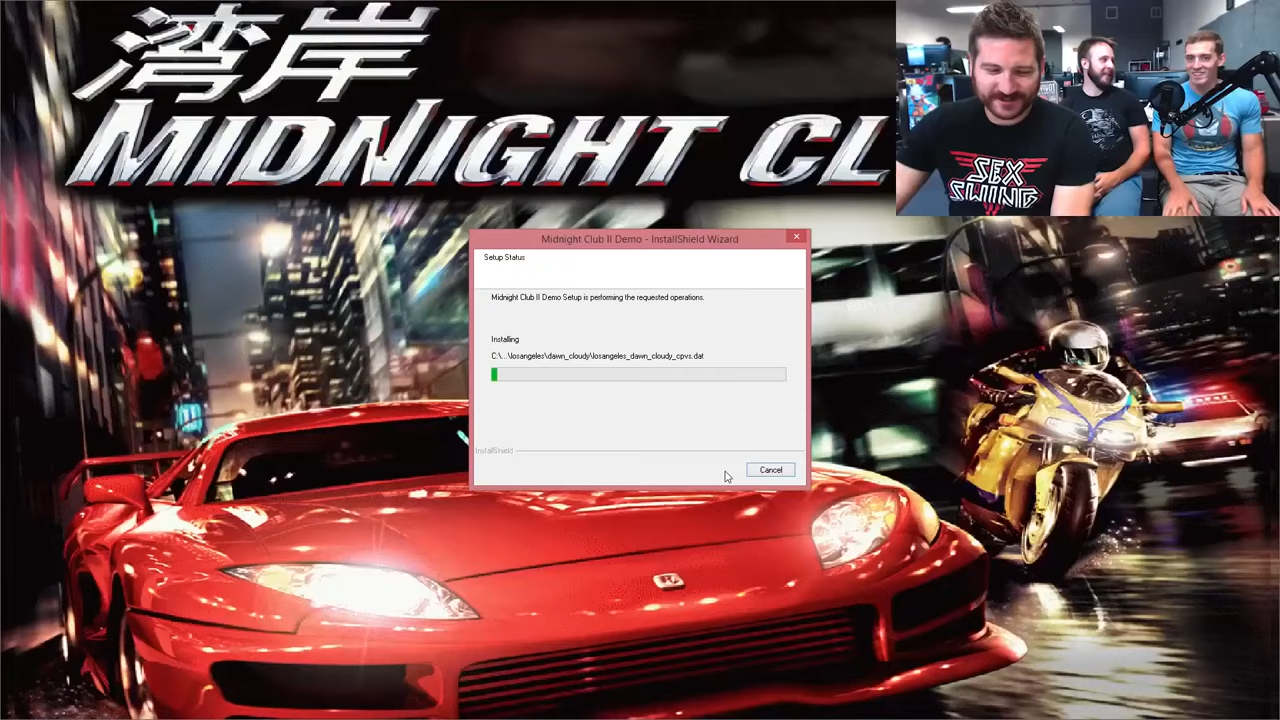 湾岸
MIDNIGHT CL
SEX
SWING
Midnight Club II Demo - InstallShield Wizard
Setup Status
Midnight Club II Demo Setup is performing the requested operations.
Installing
C:\...\losangeles\dawn_cloudy\losangeles_dawn_cloudy_cpvs.dat
InstallShield
Cancel
R